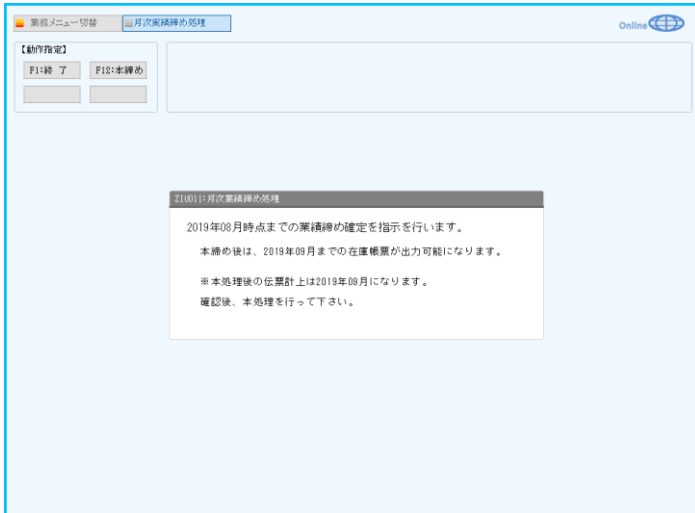 業務メニュー切替
月次実績締め処理
Online
【動作指定】
F1:終 了
F12:本締め
ZIU011:月次業績締め処理
2019年08月時点までの業績締め確定を指示を行います。
本締め後は、2019年09月までの在庫帳票が出力可能になります。
※本処理後の伝票計上は2019年09月になります。
確認後、本処理を行って下さい。